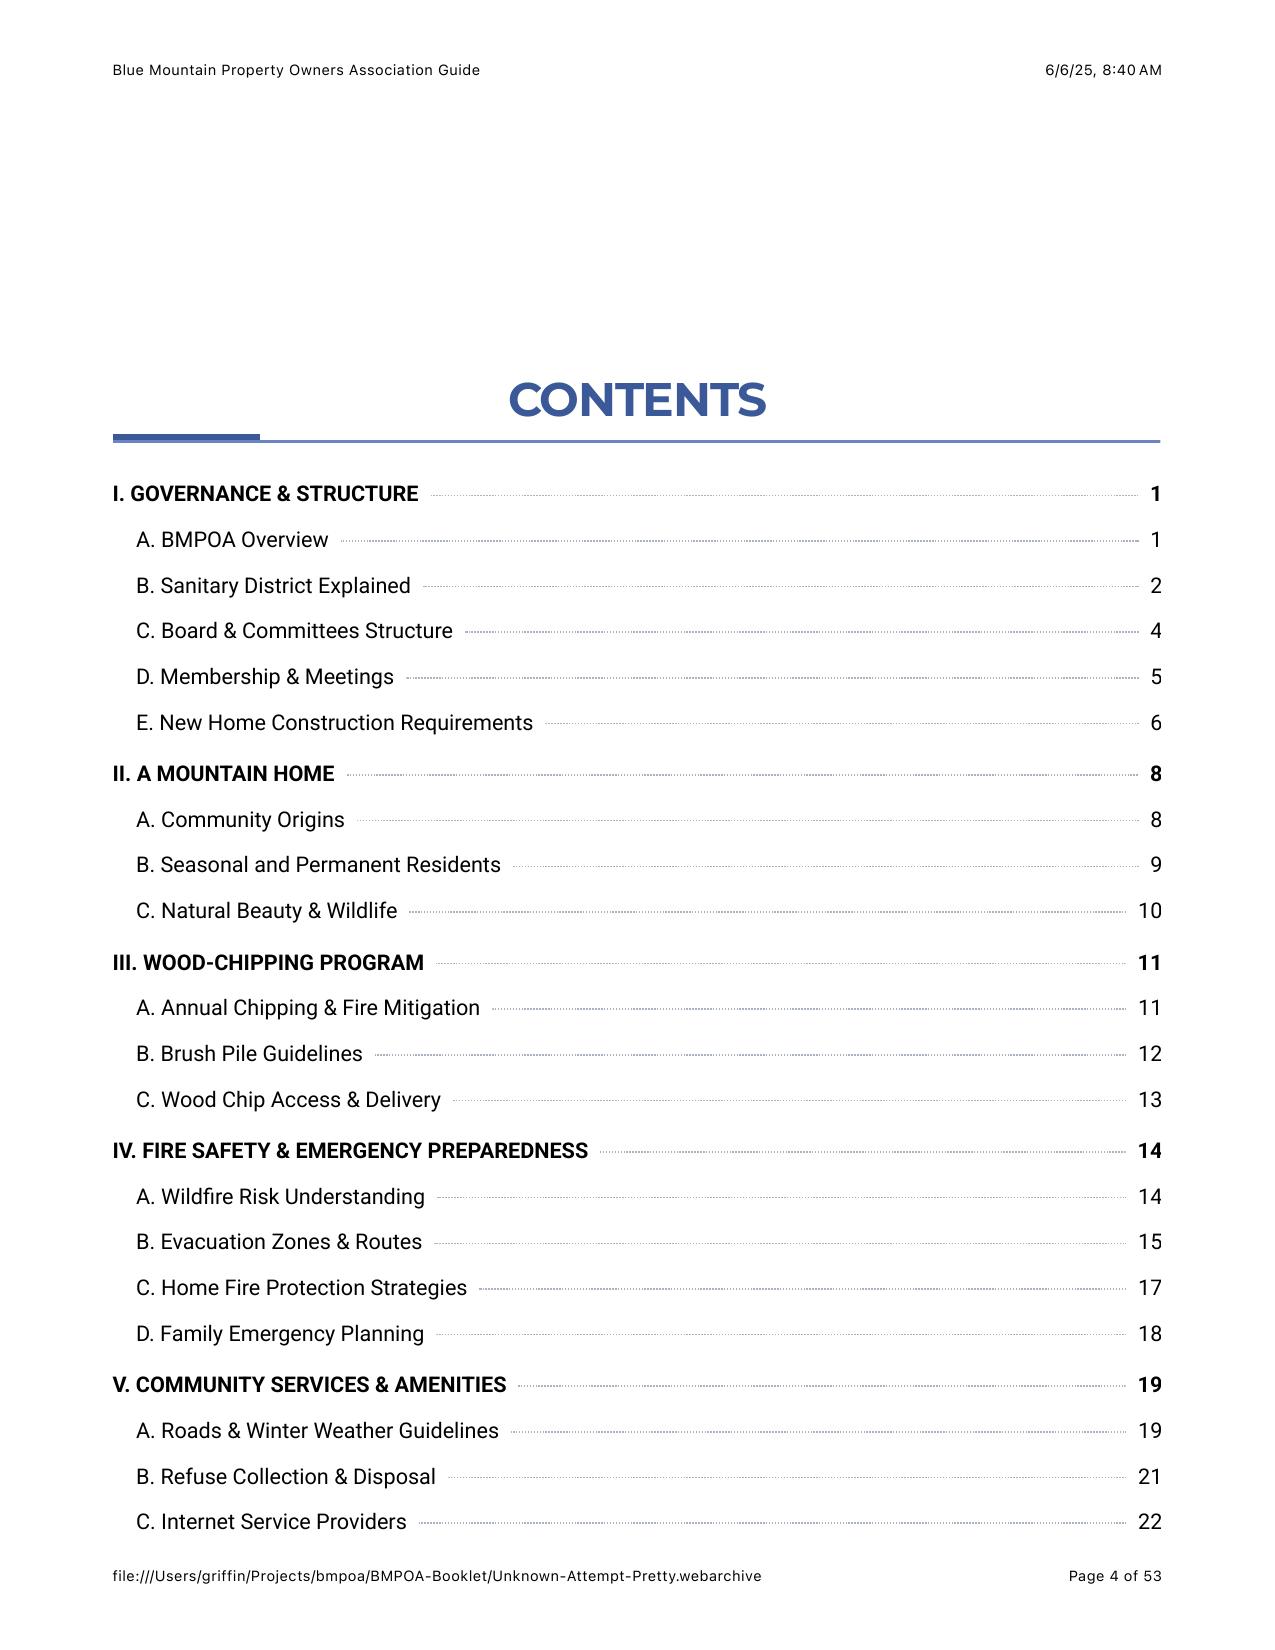 Blue Mountain Property Owners Association Guide 6/6/25, 8:40 AM
CONTENTS
I. GOVERNANCE & STRUCTURE 1
A. BMPOA Overview 1
B. Sanitary District Explained 2
C. Board & Committees Structure 4
D. Membership & Meetings 5
E. New Home Construction Requirements 6
II. A MOUNTAIN HOME 8
A. Community Origins 8
B. Seasonal and Permanent Residents 9
C. Natural Beauty & Wildlife 10
III. WOOD-CHIPPING PROGRAM 11
A. Annual Chipping & Fire Mitigation 11
B. Brush Pile Guidelines 12
C. Wood Chip Access & Delivery 13
IV. FIRE SAFETY & EMERGENCY PREPAREDNESS 14
A. Wildfire Risk Understanding 14
B. Evacuation Zones & Routes 15
C. Home Fire Protection Strategies 17
D. Family Emergency Planning 18
V. COMMUNITY SERVICES & AMENITIES 19
A. Roads & Winter Weather Guidelines 19
B. Refuse Collection & Disposal 21
C. Internet Service Providers 22
file:///Users/griffin/Projects/bmpoa/BMPOA-Booklet/Unknown-Attempt-Pretty.webarchive Page 4 of 53